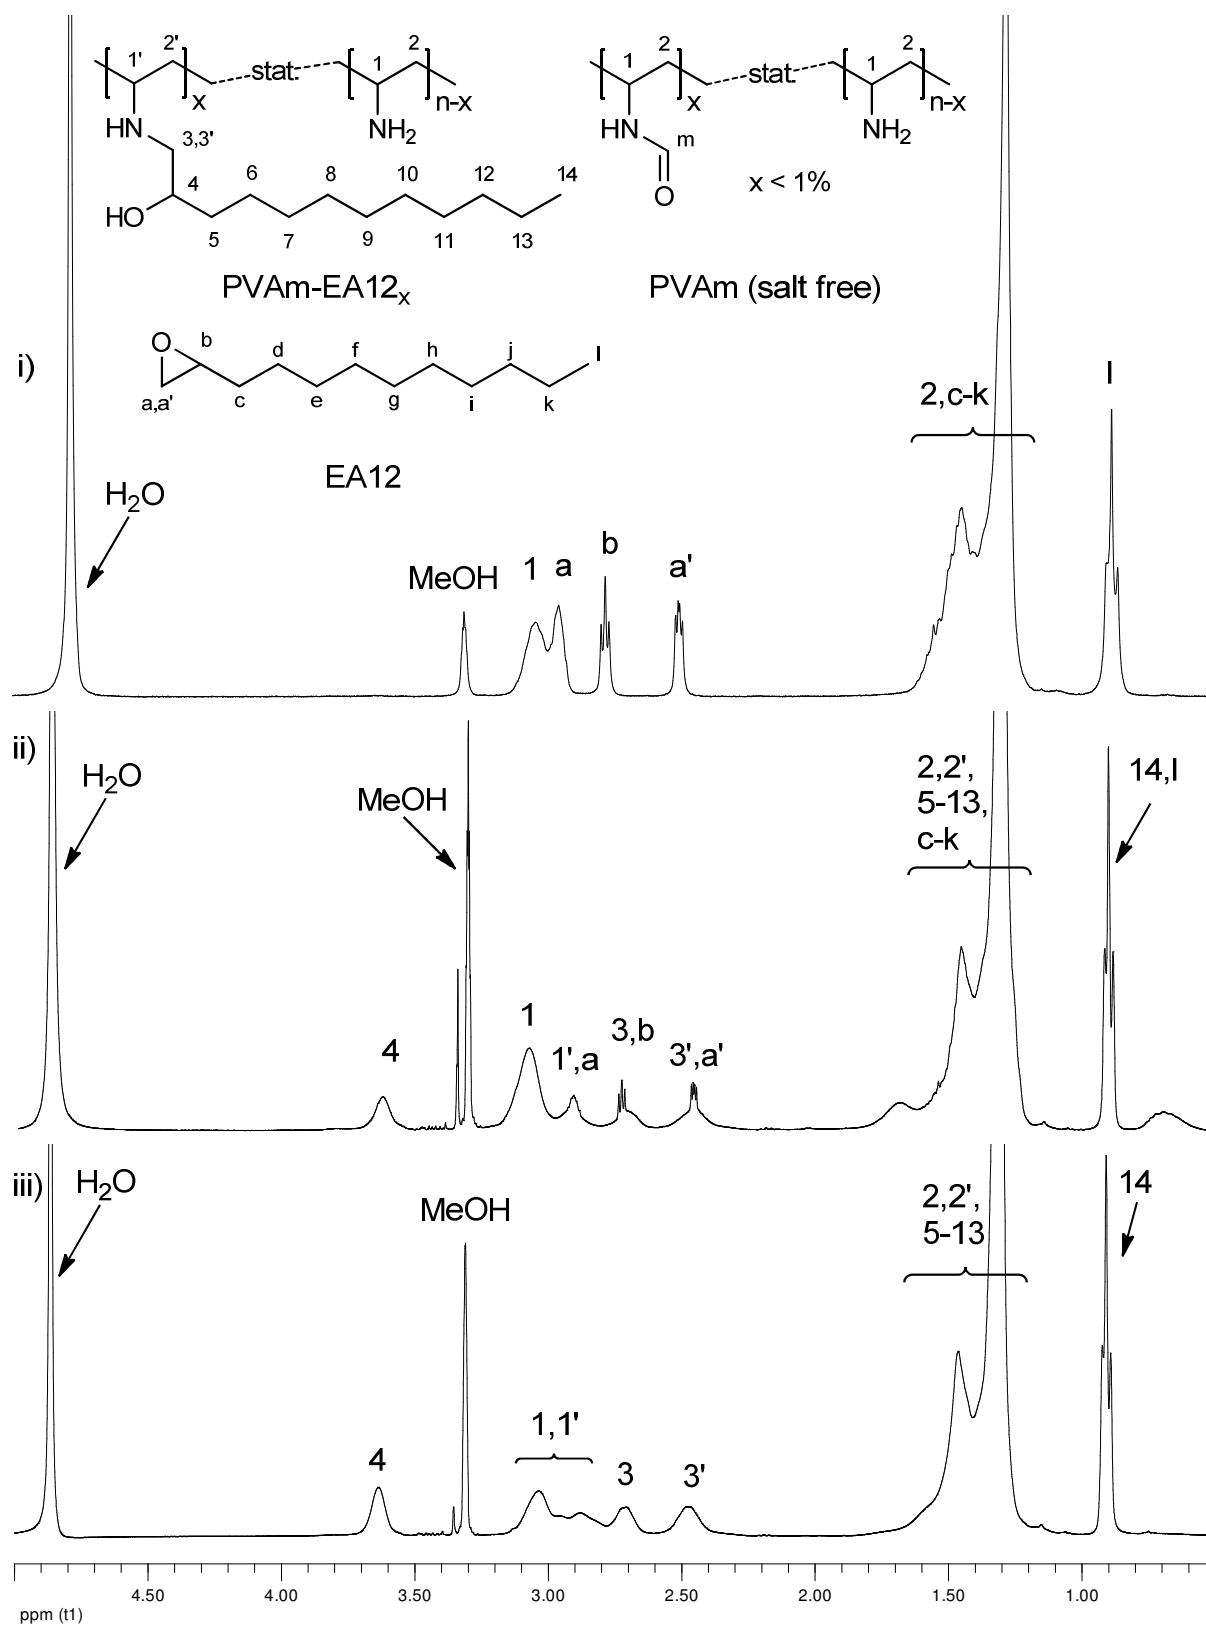 1' 2' 1 2 1 2 1 2
stat. stat.
x n-x x n-x
HN NH2 HN NH2
3,3' m
O x < 1%
4 6 8 10 12 14
HO
5 7 9 11 13
PVAm-EA12x PVAm (salt free)
O b d f h j l
i)
a,a' c e g i k
2,c-k l
EA12
H2O
MeOH 1 a b a'
ii)
H2O MeOH
2,2',
5-13,
c-k
14,l
4 1 1',a 3,b 3',a'
iii)
H2O MeOH
2,2',
5-13
14
4 1,1' 3 3'
4.50 4.00 3.50 3.00 2.50 2.00 1.50 1.00
ppm (t1)